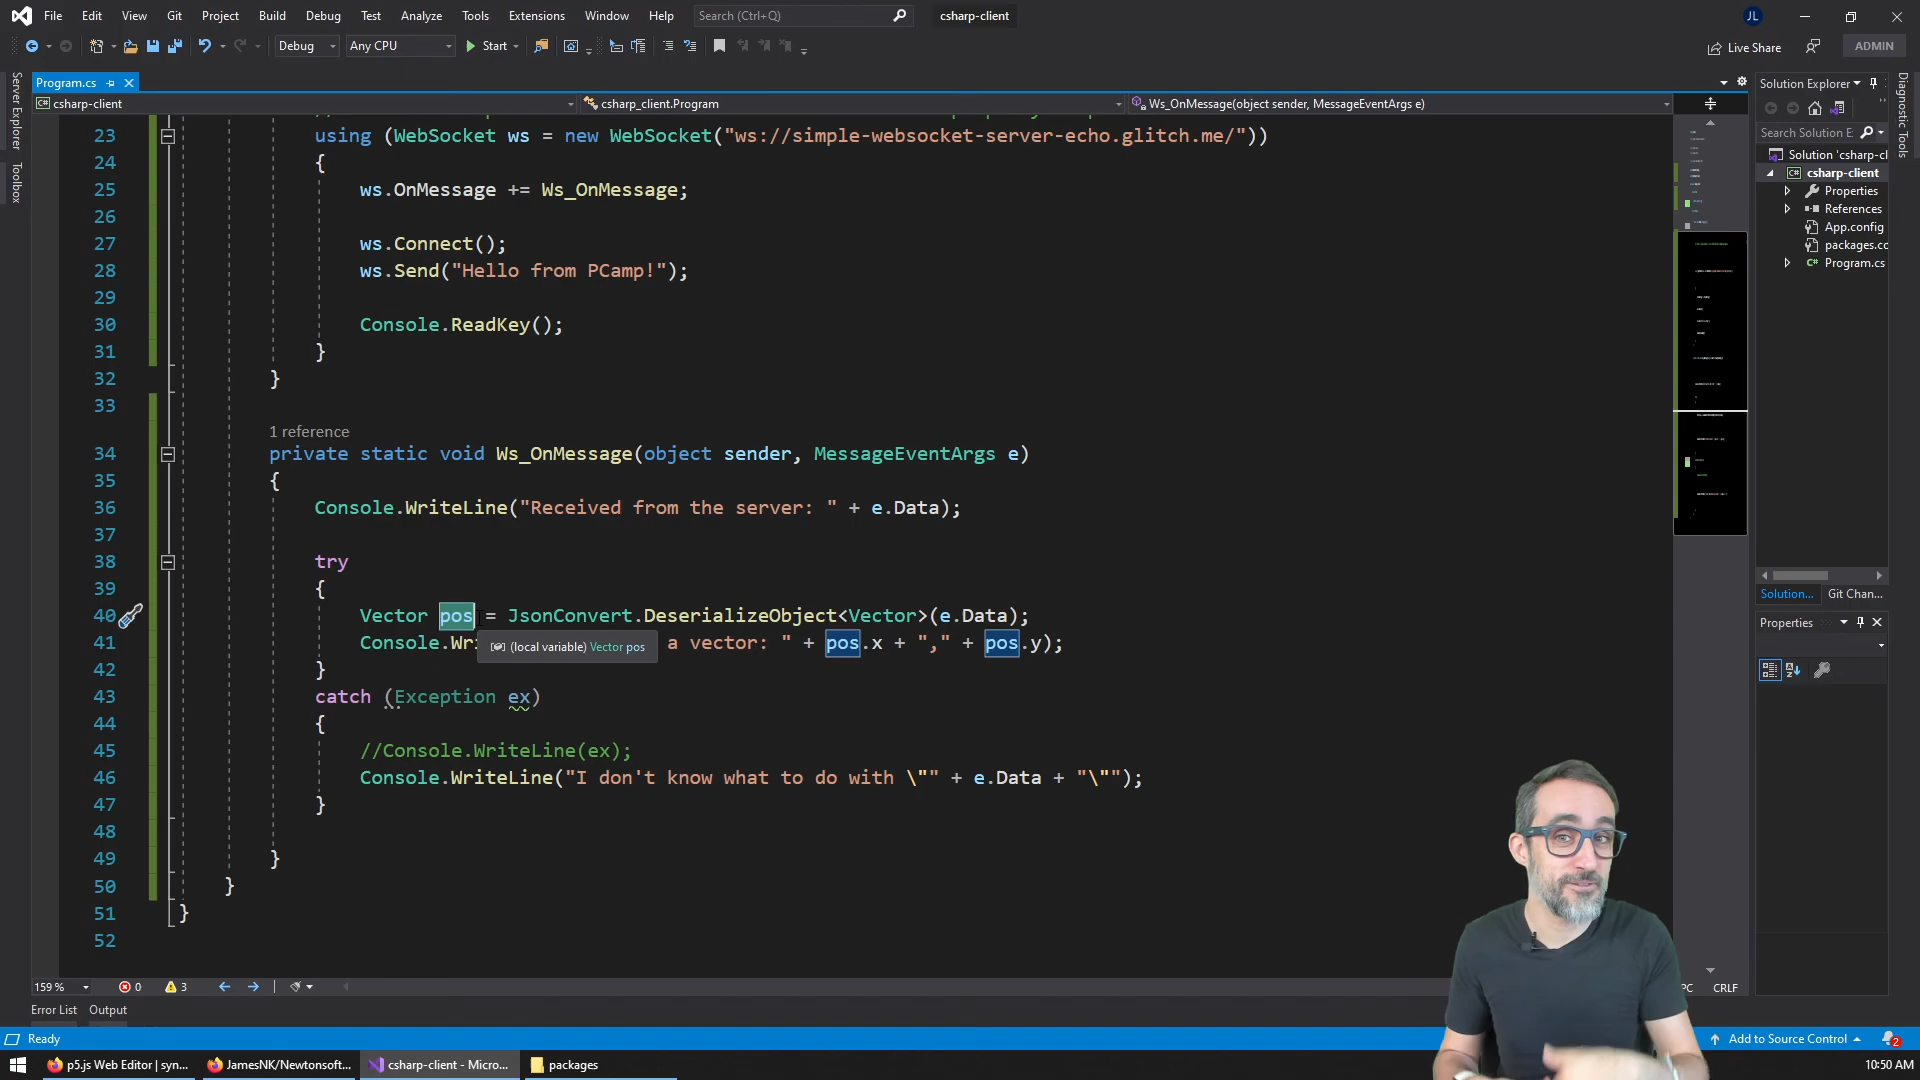 File Edit View Git Project Build Debug Test Analyze Tools Extensions Window Help Search (Ctrl+Q) csharp-client JL
Debug Any CPU Start Live Share ADMIN
Server Explorer
Toolbox
Program.cs
csharp-client csharp_client.Program Ws_OnMessage(object sender, MessageEventArgs e)
23 using (WebSocket ws = new WebSocket("ws://simple-websocket-server-echo.glitch.me/"))
24 {
25 ws.OnMessage += Ws_OnMessage;
26
27 ws.Connect();
28 ws.Send("Hello from PCamp!");
29
30 Console.ReadKey();
31 }
32 }
33
1 reference
34 private static void Ws_OnMessage(object sender, MessageEventArgs e)
35 {
36 Console.WriteLine("Received from the server: " + e.Data);
37
38 try
39 {
40 Vector pos = JsonConvert.DeserializeObject<Vector>(e.Data);
41 Console.Wr a vector: " + pos.x + "," + pos.y);
(local variable) Vector pos
42 }
43 catch (Exception ex)
44 {
45 //Console.WriteLine(ex);
46 Console.WriteLine("I don't know what to do with \"" + e.Data + "\"");
47 }
48
49 }
50 }
51 }
52
159 % 0 3 PC CRLF
Error List Output
Solution Explorer
Search Solution E
Solution 'csharp-cl
csharp-client
Properties
References
App.config
packages.co
Program.cs
Solution... Git Chan...
Properties
Diagnostic Tools
Ready Add to Source Control 2
p5.js Web Editor | syn... JamesNK/Newtonsoft... csharp-client - Micro... packages 10:50 AM